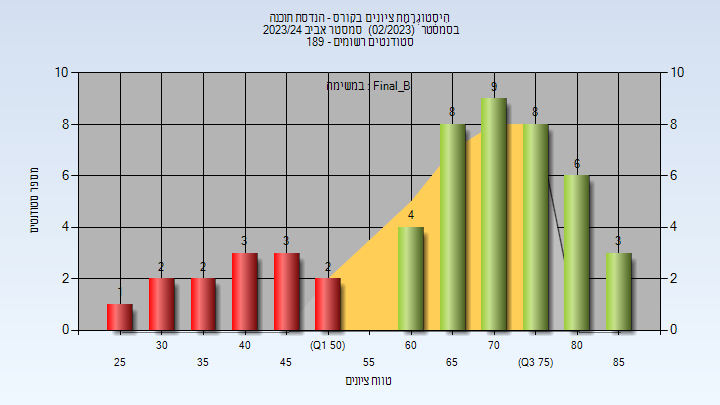 היסטוגרמת ציונים בקורס - הנדסת תוכנה
בסמסטר (02/2023) סמסטר אביב 2023/24
סטודנטים רשומים - 189
במשימה : Final_B
מספר סטודנטים
10 8 6 4 2 0
10 8 6 4 2 0
1 2 2 3 3 2 4 8 9 8 6 3
30 40 (Q1 50) 60 70 80
25 35 45 55 65 (Q3 75) 85
טווח ציונים